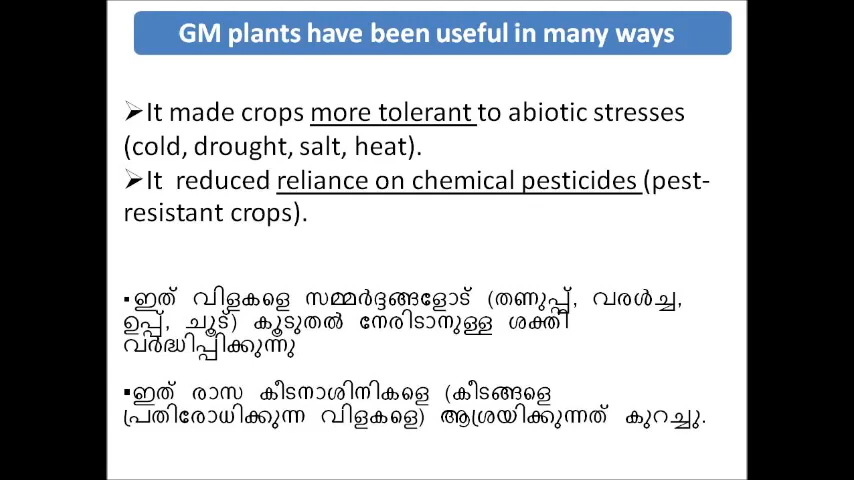 GM plants have been useful in many ways
➢It made crops more tolerant to abiotic stresses
(cold, drought, salt, heat).
➢It reduced reliance on chemical pesticides (pest-
resistant crops).
▪ഇത് വിളകളെ സമ്മർദ്ദങ്ങളോട് (തണുപ്പ്, വരൾച്ച,
ഉപ്പ്, ചൂട്) കൂടുതൽ നേരിടാനുള്ള ശക്തി
വർദ്ധിപ്പിക്കുന്നു
▪ഇത് രാസ കീടനാശിനികളെ (കീടങ്ങളെ
പ്രതിരോധിക്കുന്ന വിളകളെ) ആശ്രയിക്കുന്നത് കുറച്ചു.